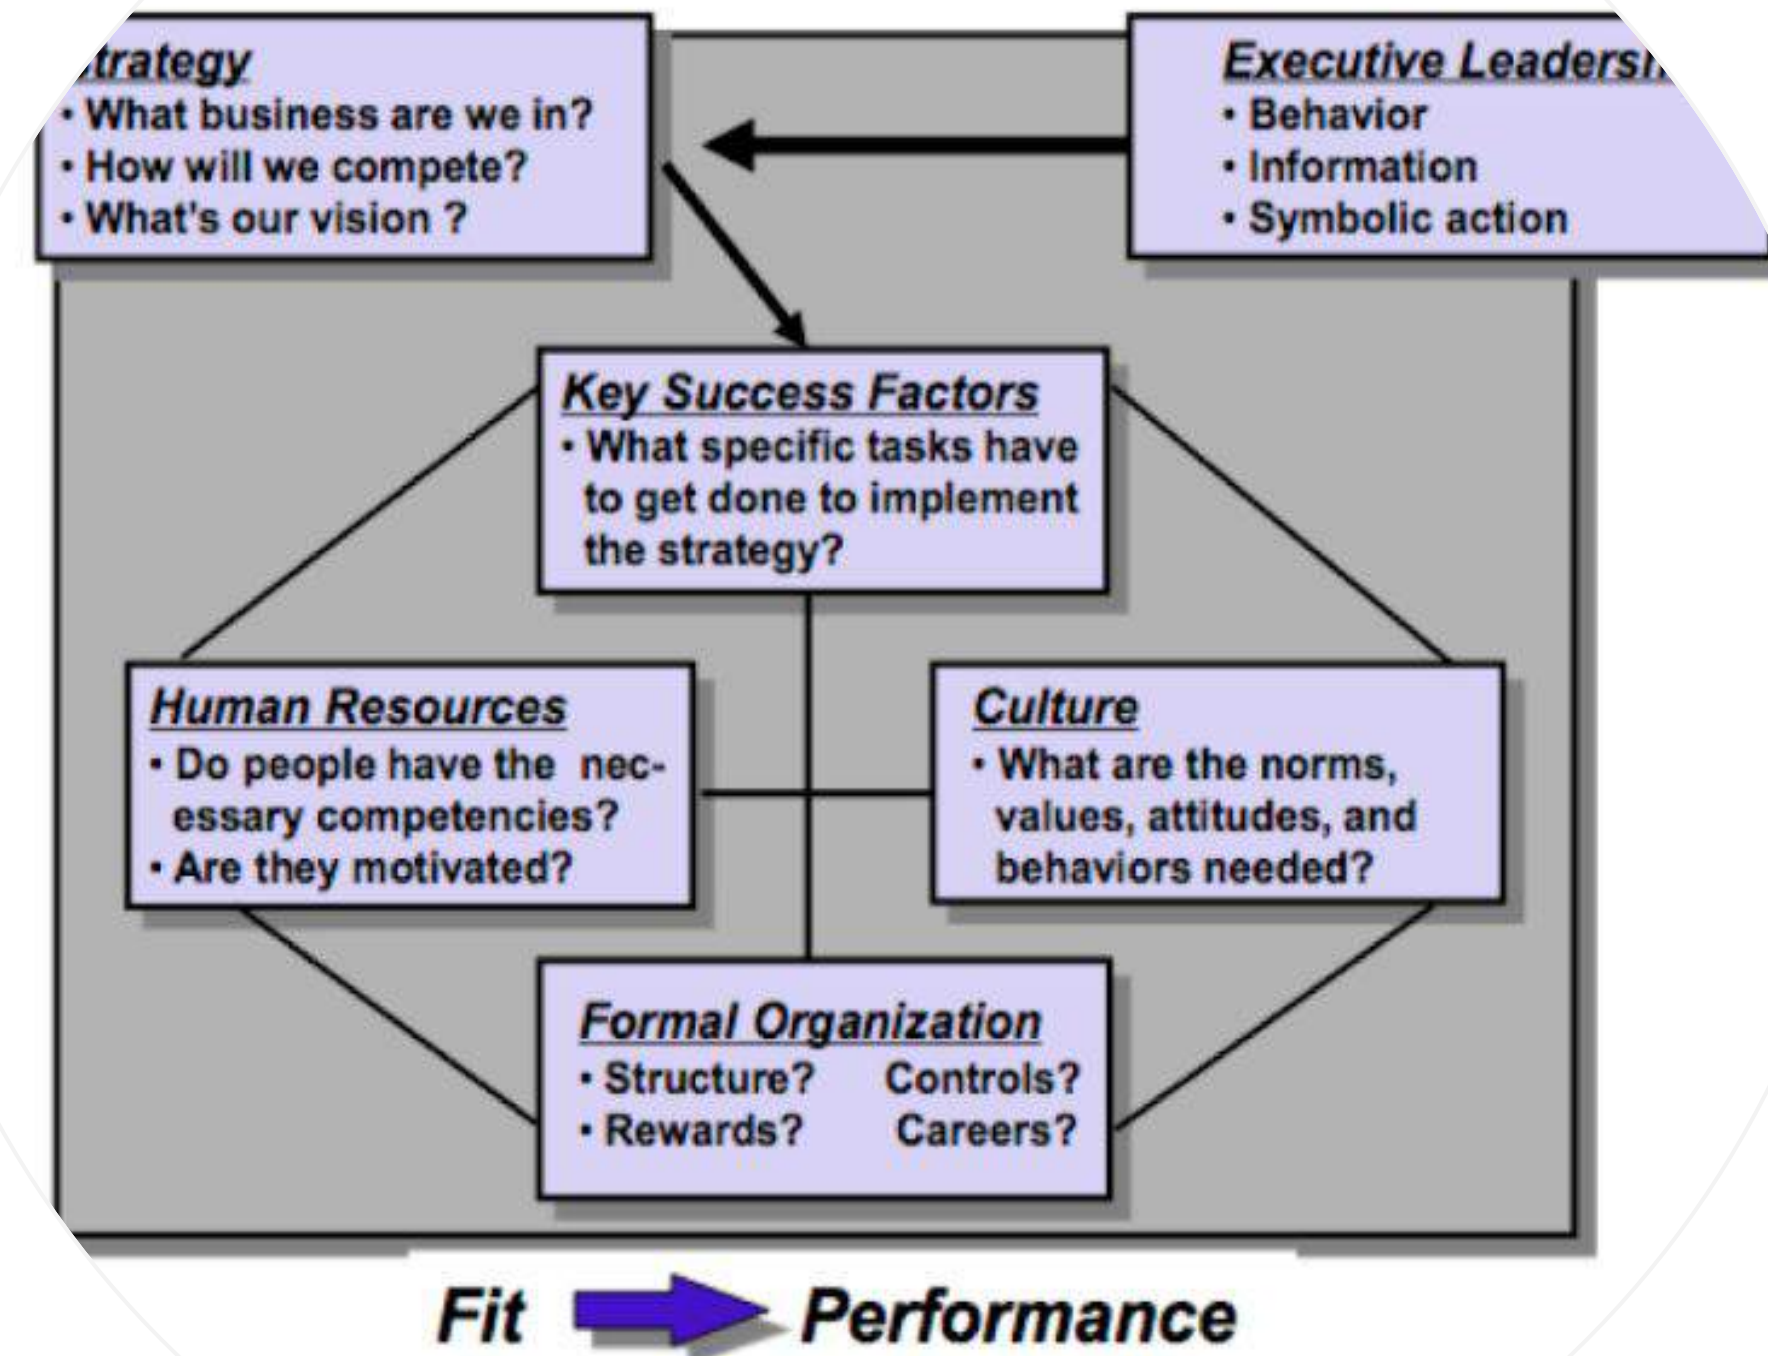 trategy
• What business are we in?
• How will we compete?
• What's our vision ?
Executive Leadersh
• Behavior
• Information
• Symbolic action
Key Success Factors
• What specific tasks have
to get done to implement
the strategy?
Human Resources
• Do people have the nec-
essary competencies?
• Are they motivated?
Culture
• What are the norms,
values, attitudes, and
behaviors needed?
Formal Organization
• Structure? Controls?
• Rewards? Careers?
Fit Performance